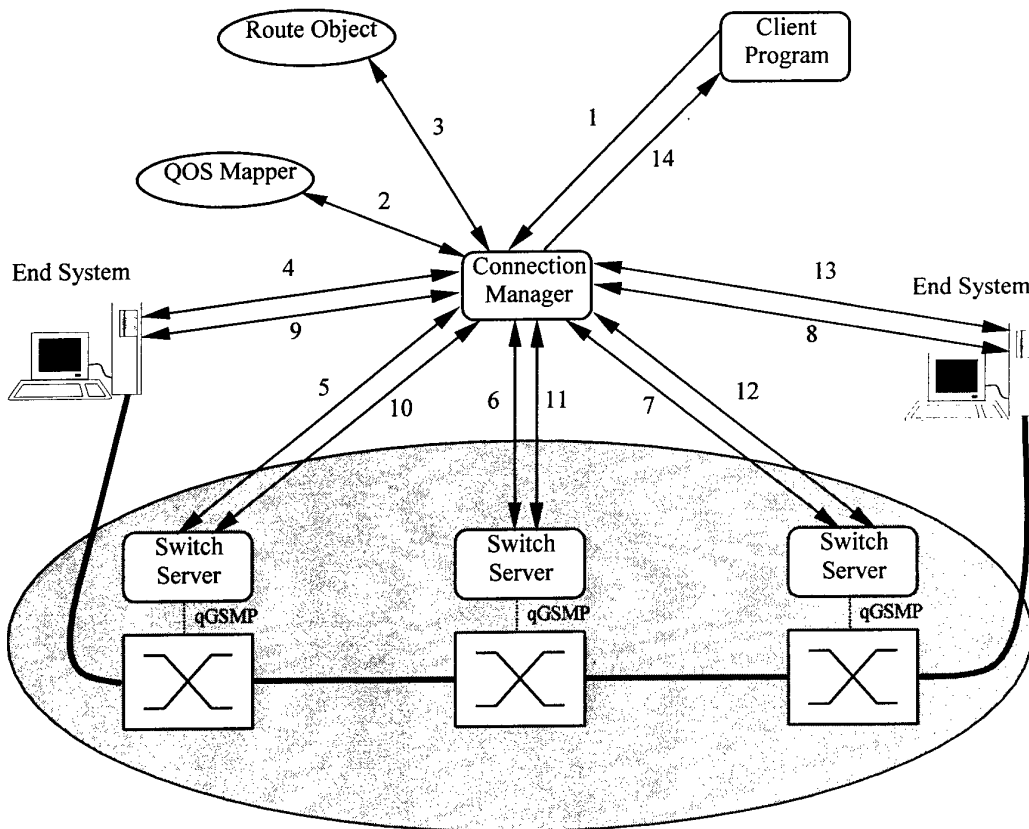 Route Object
Client
Program
1
3
14
QOS Mapper
2
End System
4
Connection
Manager
13
End System
9
8
5
10
6
11
7
12
Switch
Server
Switch
Server
Switch
Server
qGSMP
qGSMP
qGSMP